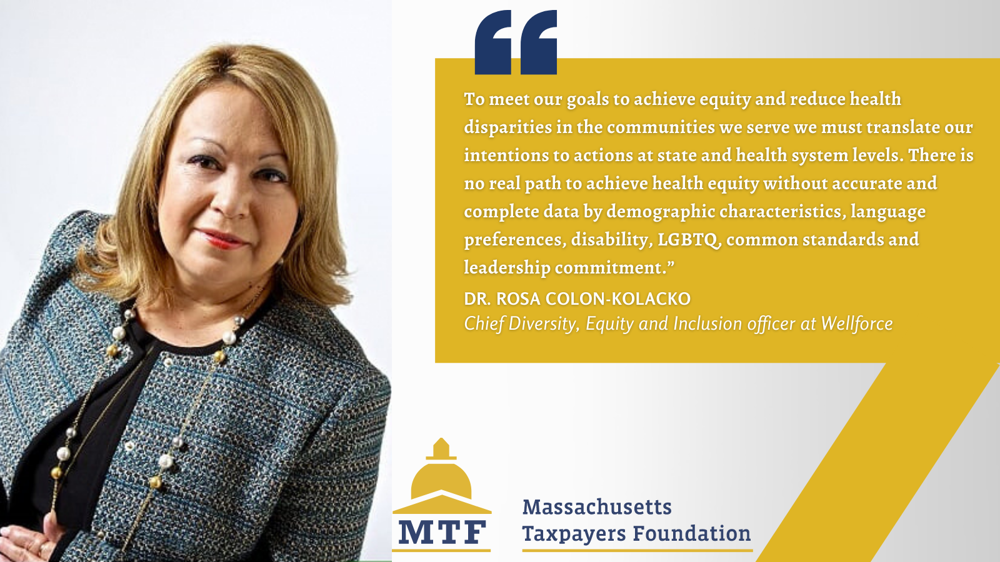 “
To meet our goals to achieve equity and reduce health
disparities in the communities we serve we must translate our
intentions to actions at state and health system levels. There is
no real path to achieve health equity without accurate and
complete data by demographic characteristics, language
preferences, disability, LGBTQ, common standards and
leadership commitment.”
DR. ROSA COLON-KOLACKO
Chief Diversity, Equity and Inclusion officer at Wellforce
MTF
Massachusetts
Taxpayers Foundation